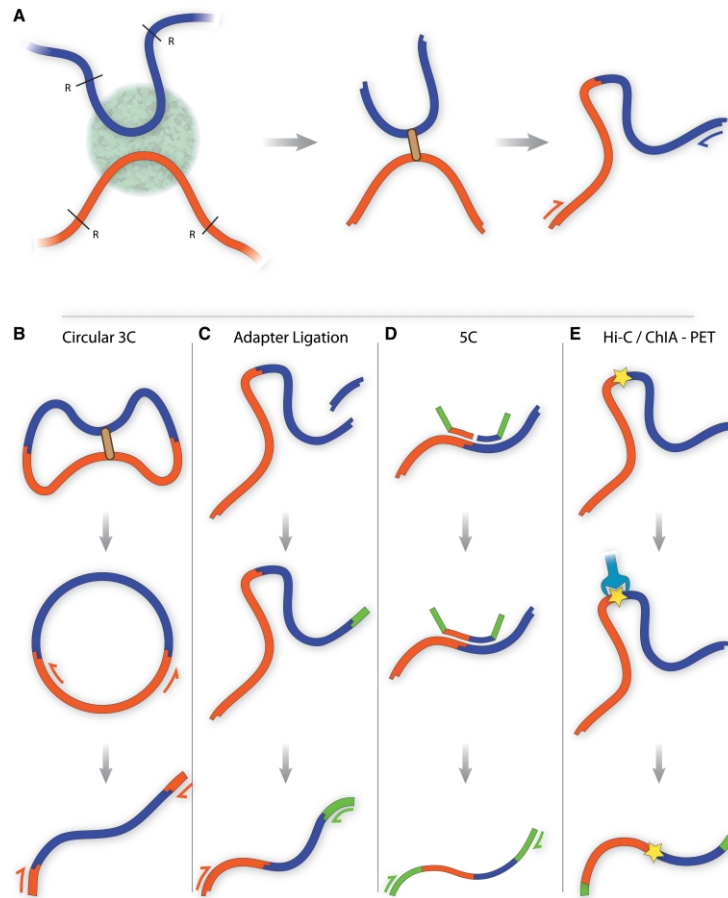 A
R
R
R
R
B Circular 3C
C Adapter Ligation
D 5C
E Hi-C / ChIA - PET